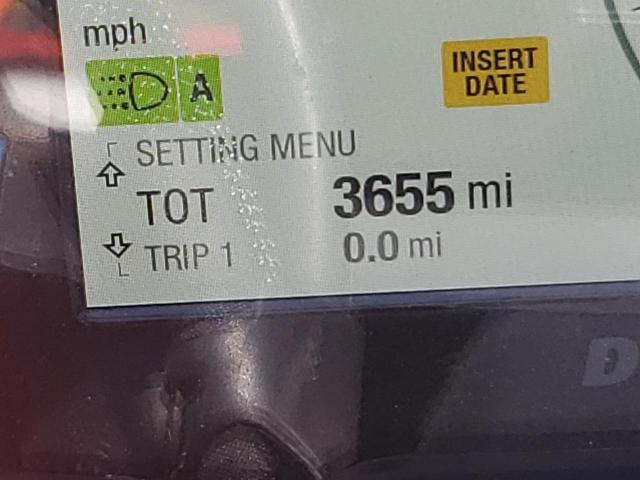 mph
A
INSERT
DATE
SETTING MENU
TOT 3655 mi
TRIP 1 0.0 mi
D